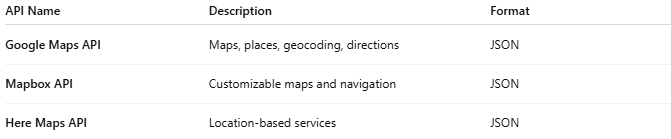 API Name Description Format
Google Maps API Maps, places, geocoding, directions JSON
Mapbox API Customizable maps and navigation JSON
Here Maps API Location-based services JSON